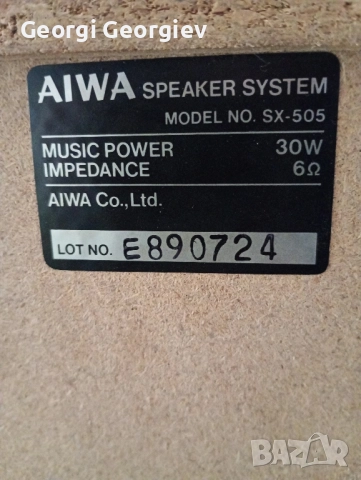 Georgi Georgiev
AIWA SPEAKER SYSTEM
MODEL NO. SX-505
MUSIC POWER 30W
IMPEDANCE 6Ω
AIWA Co.,Ltd.
LOT NO. E890724
BAZAR